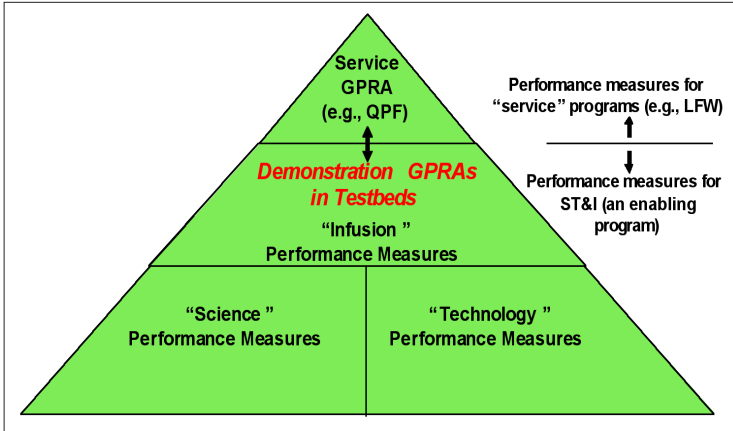 Service
GPRA
(e.g., QPF)
Performance measures for
“service” programs (e.g., LFW)
Demonstration GPRAs
in Testbeds
Performance measures for
ST&I (an enabling
program)
“Infusion ”
Performance Measures
“Science ”
Performance Measures
“Technology ”
Performance Measures